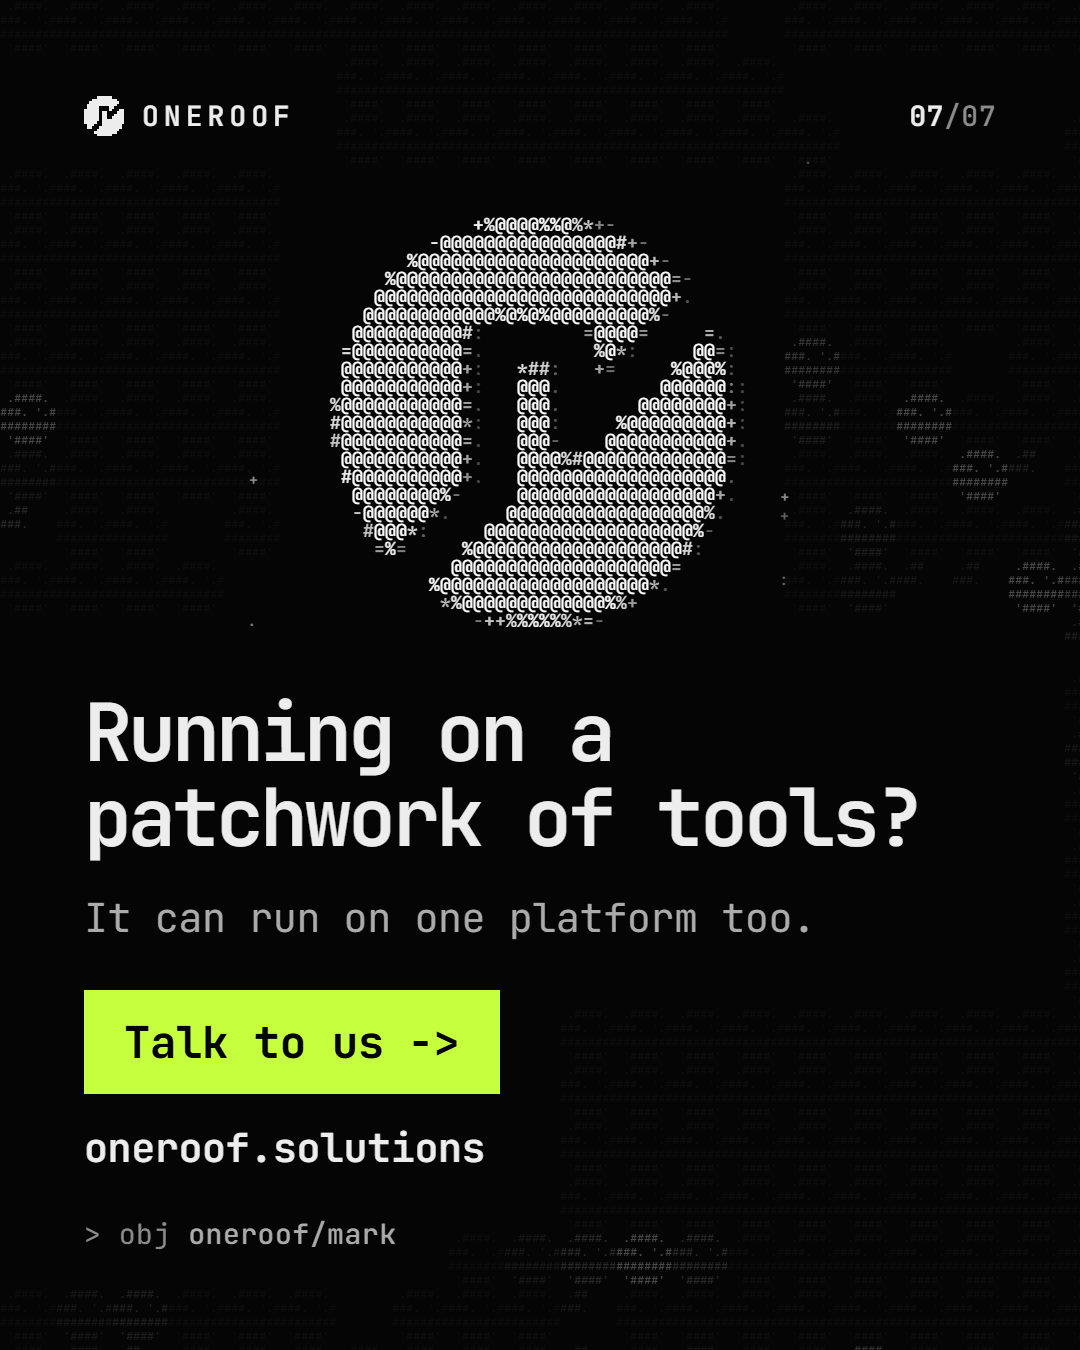 ONEROOF
07/07
Running on a
patchwork of tools?
It can run on one platform too.
Talk to us ->
oneroof.solutions
> obj oneroof/mark